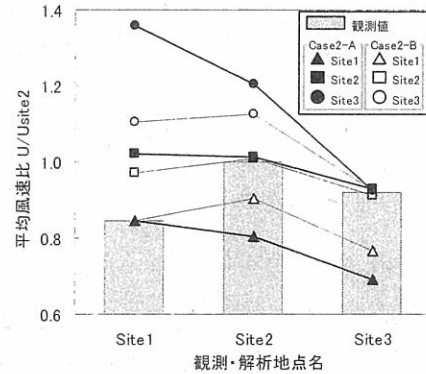 1.4
1.2
1.0
0.8
0.6
平均風速比 U/Usite2
観測値
Case2-A Case2-B
Site1 Site1
Site2 Site2
Site3 Site3
Site1 Site2 Site3
観測・解析地点名